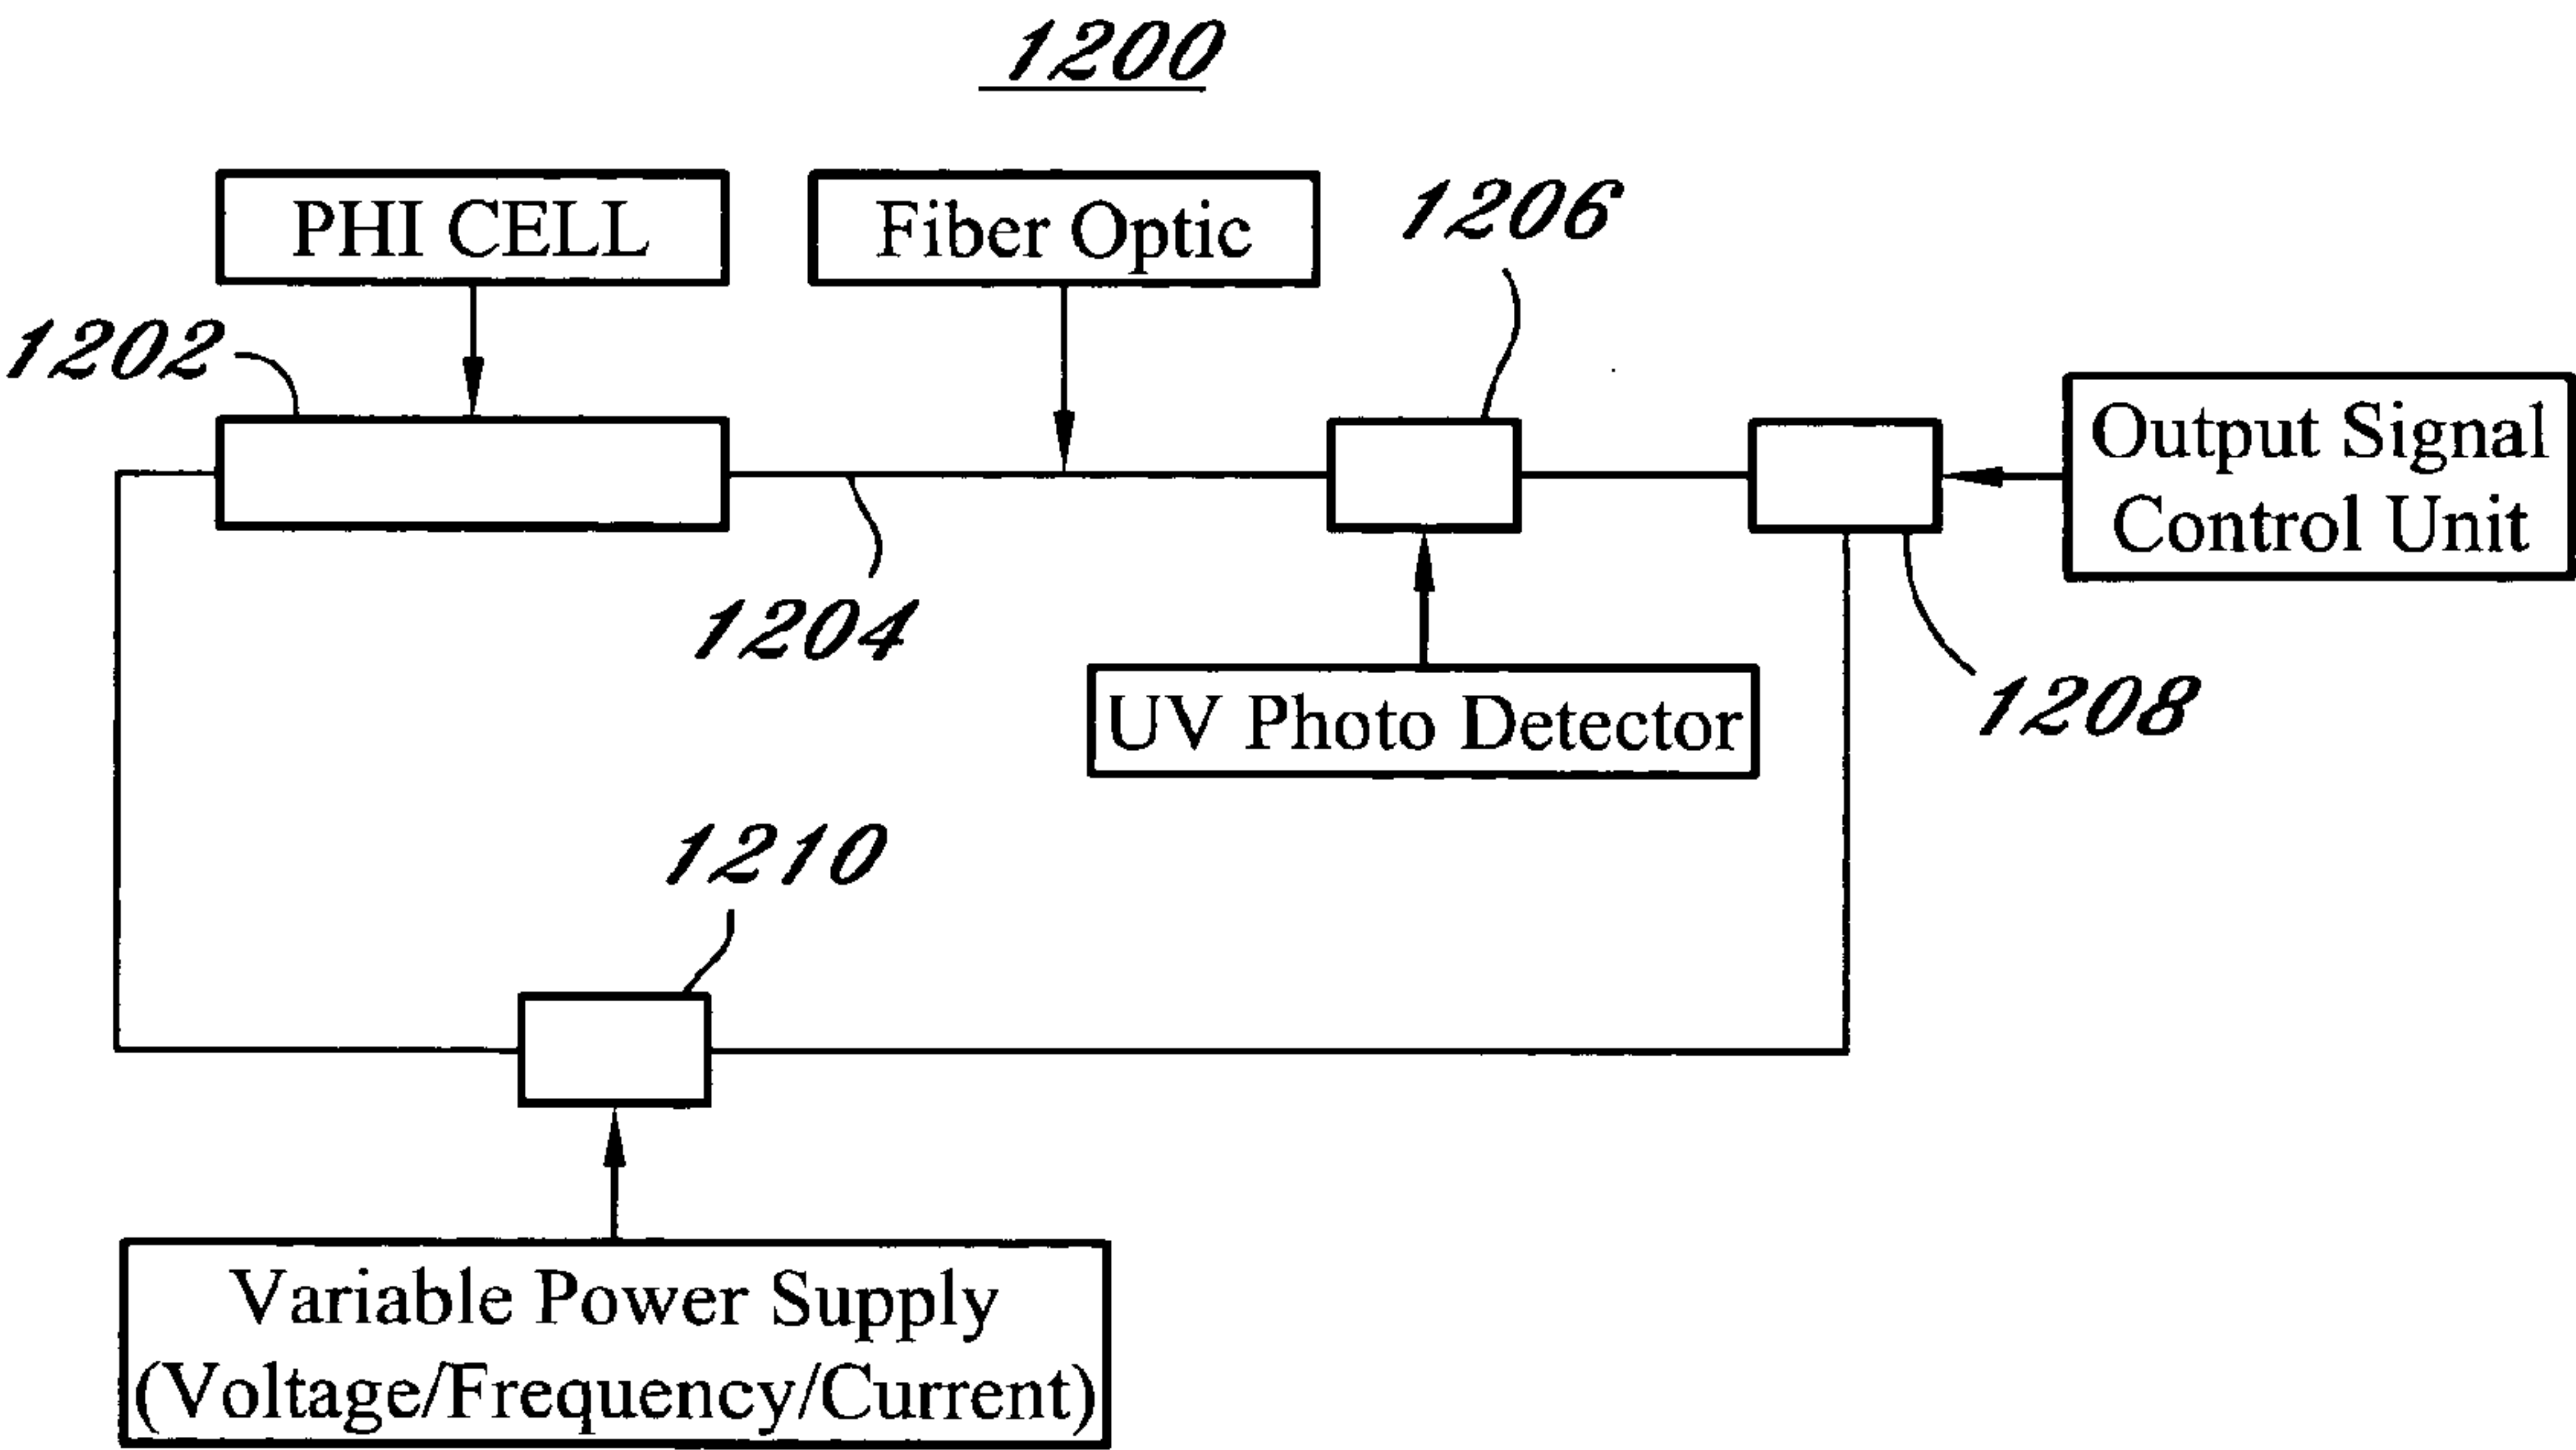 1200
PHI CELL
Fiber Optic
1206
1202
Output Signal
Control Unit
1204
UV Photo Detector
1208
1210
Variable Power Supply
(Voltage/Frequency/Current)